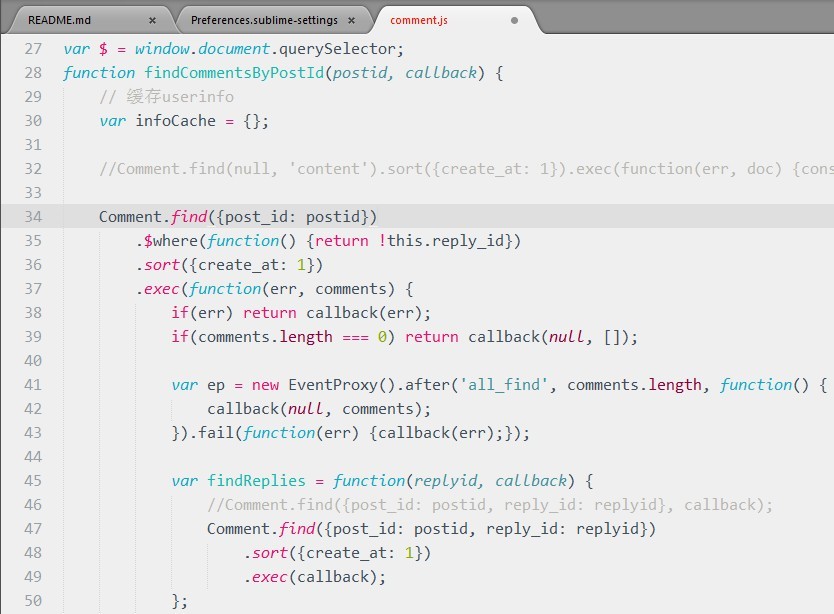 README.md × Preferences.sublime-settings × comment.js
27 var $ = window.document.querySelector;
28 function findCommentsByPostId(postid, callback) {
29 // 缓存userinfo
30 var infoCache = {};
31
32 //Comment.find(null, 'content').sort({create_at: 1}).exec(function(err, doc) {cons
33
34 Comment.find({post_id: postid})
35 .$where(function() {return !this.reply_id})
36 .sort({create_at: 1})
37 .exec(function(err, comments) {
38 if(err) return callback(err);
39 if(comments.length === 0) return callback(null, []);
40
41 var ep = new EventProxy().after('all_find', comments.length, function() {
42 callback(null, comments);
43 }).fail(function(err) {callback(err);});
44
45 var findReplies = function(replyid, callback) {
46 //Comment.find({post_id: postid, reply_id: replyid}, callback);
47 Comment.find({post_id: postid, reply_id: replyid})
48 .sort({create_at: 1})
49 .exec(callback);
50 };